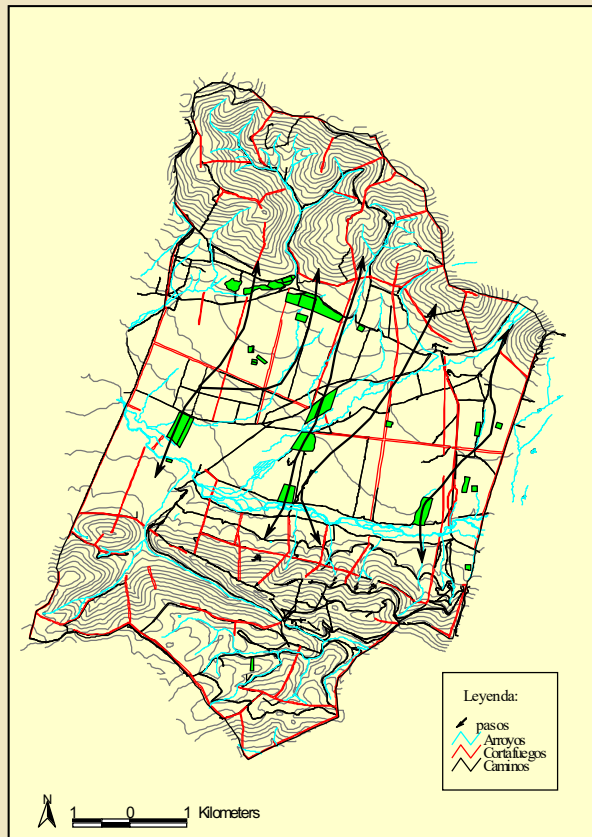 Leyenda:
pasos
Arroyos
Cortafuegos
Caminos
N
1 0 1 Kilometers